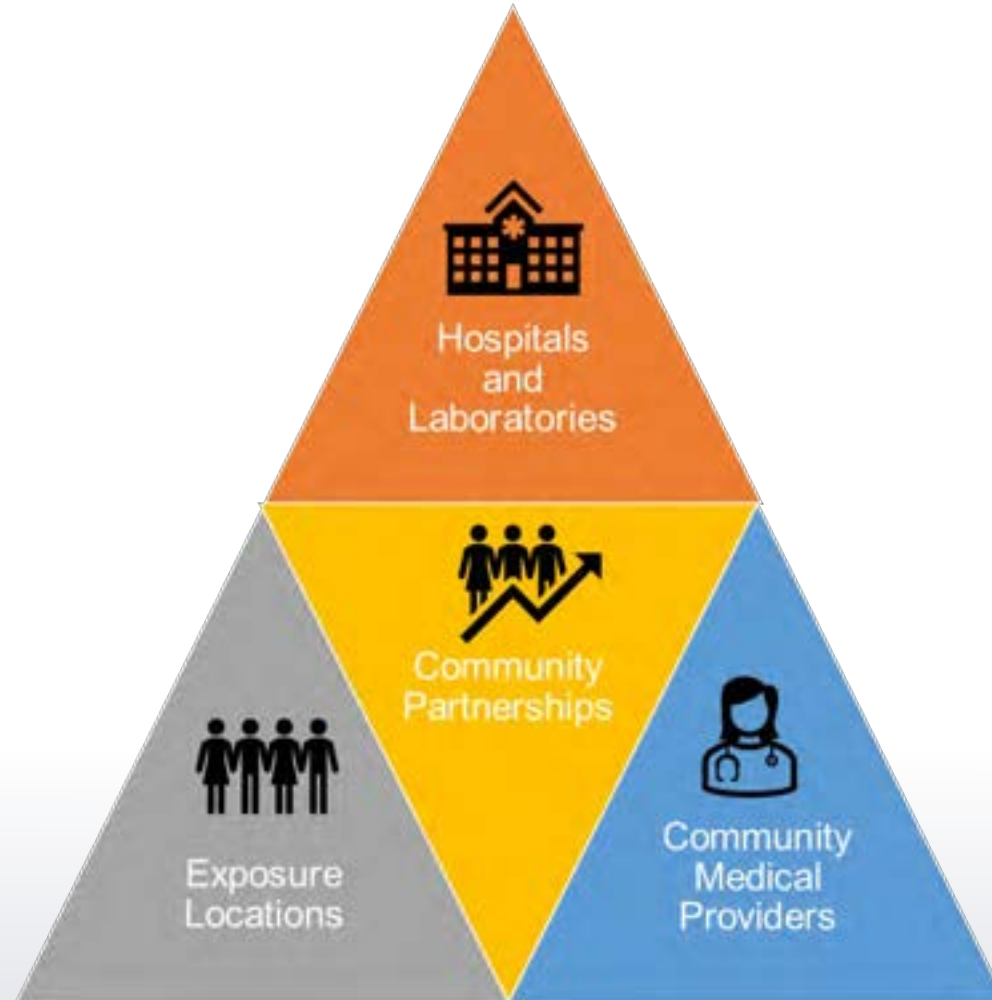 Hospitals
and
Laboratories
Community
Partnerships
Exposure
Locations
Community
Medical
Providers